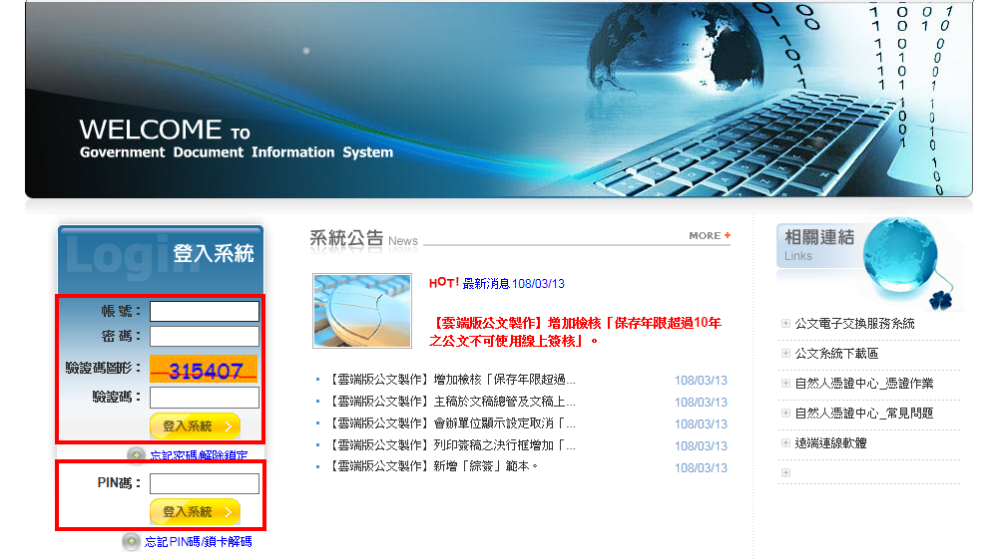 WELCOME TO
Government Document Information System
Login
登入系統
帳 號：
密 碼：
驗證碼圖形：
315407
驗證碼：
登入系統
忘記密碼/解除鎖定
PIN碼：
登入系統
忘記PIN碼/鎖卡解碼
系統公告 News
MORE +
HOT! 最新消息 108/03/13
【雲端版公文製作】增加檢核「保存年限超過10年
之公文不可使用線上簽核」。
【雲端版公文製作】增加檢核「保存年限超過... 108/03/13
【雲端版公文製作】主稿於文稿總管及文稿上... 108/03/13
【雲端版公文製作】會辦單位顯示設定取消「... 108/03/13
【雲端版公文製作】列印簽稿之決行框增加「... 108/03/13
【雲端版公文製作】新增「綜簽」範本。 108/03/13
相關連結
Links
公文電子交換服務系統
公文系統下載區
自然人憑證中心_憑證作業
自然人憑證中心_常見問題
遠端連線軟體